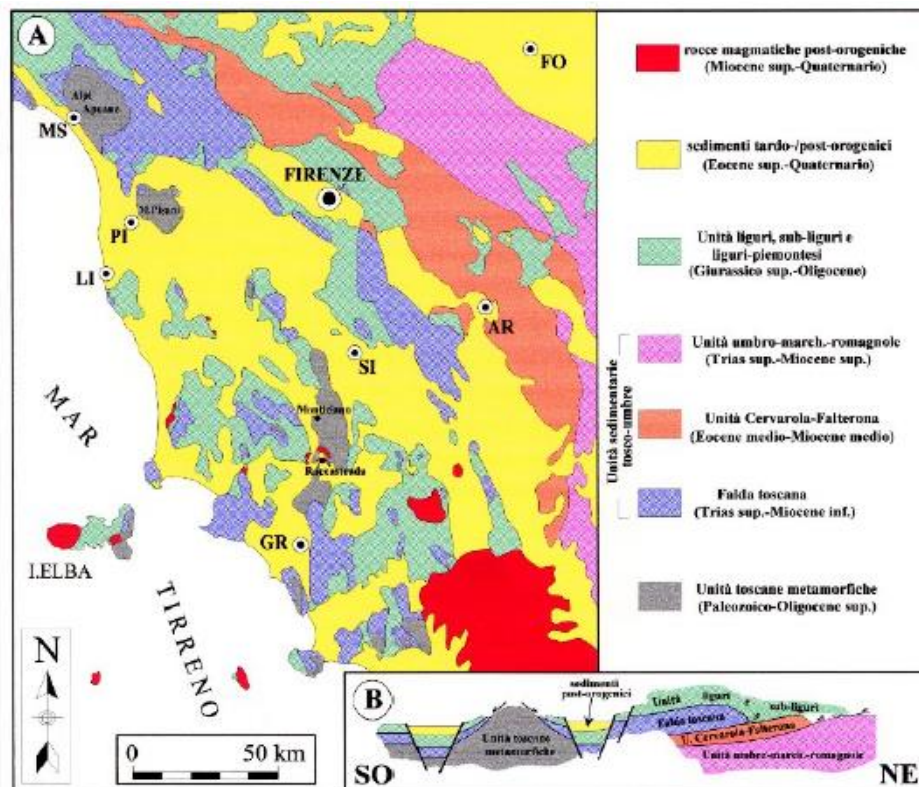 A
Alpi
Apuane
MS
FO
FIRENZE
M.Pisani
PI
LI
AR
SI
Monticiano
Roccastrada
GR
I.ELBA
MAR
TIRRENO
N
0 50 km
rocce magmatiche post-orogeniche
(Miocene sup.-Quaternario)
sedimenti tardo-/post-orogenici
(Eocene sup.-Quaternario)
Unità liguri, sub-liguri e
liguri-piemontesi
(Giurassico sup.-Oligocene)
Unità sedimentarie
tosco-umbre
Unità umbro-march.-romagnole
(Trias sup.-Miocene sup.)
Unità Cervarola-Falterona
(Eocene medio-Miocene medio)
Falda toscana
(Trias sup.-Miocene inf.)
Unità toscane metamorfiche
(Paleozoico-Oligocene sup.)
B
sedimenti
post-orogenici
Unità liguri e sub-liguri
Falda toscana
U. Cervarola-Falterona
Unità toscane
metamorfiche
Unità umbro-march.-romagnole
SO
NE